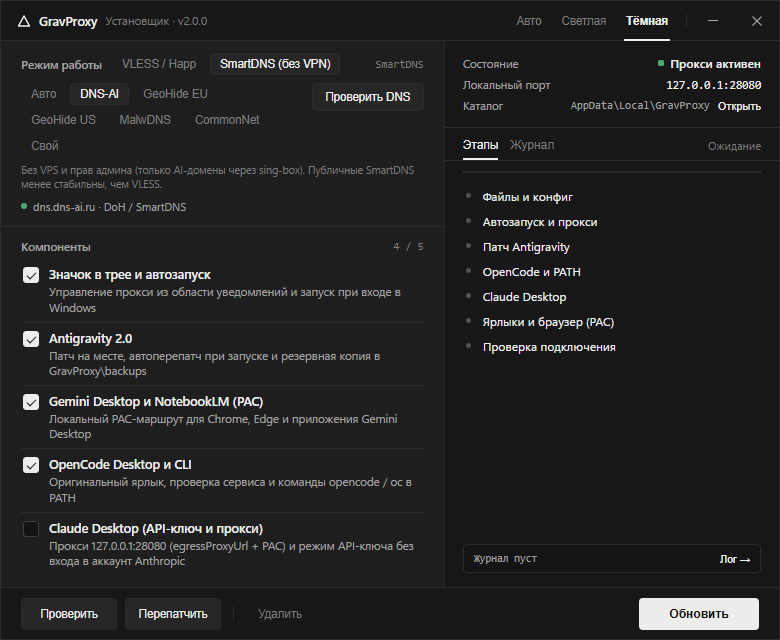 GravProxy Установщик · v2.0.0 Авто Светлая Тёмная
Режим работы VLESS / Happ SmartDNS (без VPN) SmartDNS
Авто DNS-AI GeoHide EU Проверить DNS
GeoHide US MalwDNS CommonNet
Свой
Без VPS и прав админа (только AI-домены через sing-box). Публичные SmartDNS
менее стабильны, чем VLESS.
dns.dns-ai.ru · DoH / SmartDNS
Компоненты 4 / 5
Значок в трее и автозапуск
Управление прокси из области уведомлений и запуск при входе в
Windows
Antigravity 2.0
Патч на месте, автоперепатч при запуске и резервная копия в
GravProxy\backups
Gemini Desktop и NotebookLM (PAC)
Локальный PAC-маршрут для Chrome, Edge и приложения Gemini
Desktop
OpenCode Desktop и CLI
Оригинальный ярлык, проверка сервиса и команды opencode / oc в
PATH
Claude Desktop (API-ключ и прокси)
Прокси 127.0.0.1:28080 (egressProxyUrl + PAC) и режим API-ключа без
входа в аккаунт Anthropic
Состояние Прокси активен
Локальный порт 127.0.0.1:28080
Каталог AppData\Local\GravProxy Открыть
Этапы Журнал Ожидание
Файлы и конфиг
Автозапуск и прокси
Патч Antigravity
OpenCode и PATH
Claude Desktop
Ярлыки и браузер (PAC)
Проверка подключения
Журнал пуст Лог →
Проверить Перепатчить Удалить Обновить